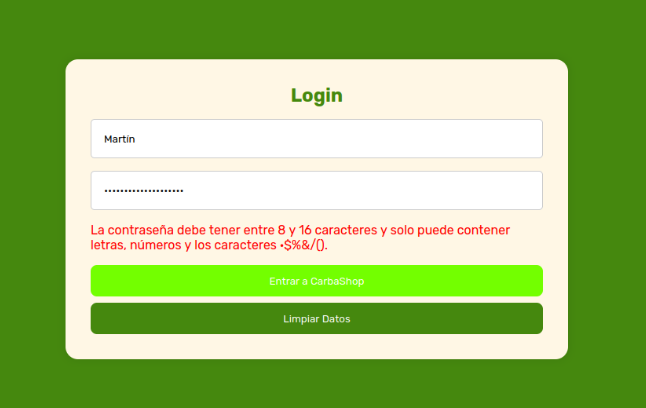 Login
Martín
••••••••••••••••••••
La contraseña debe tener entre 8 y 16 caracteres y solo puede contener
letras, números y los caracteres ·$%&/().
Entrar a CarbaShop
Limpiar Datos